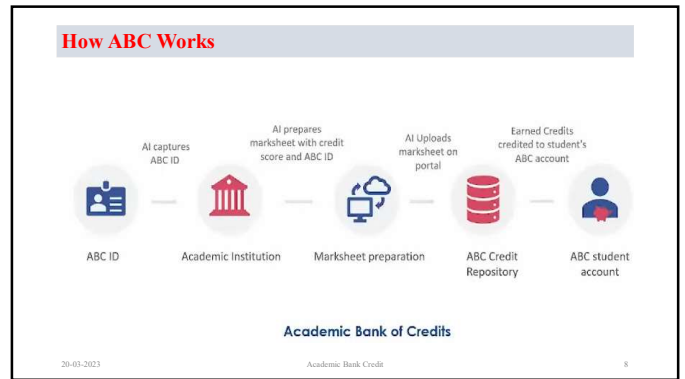 How ABC Works
AI captures
ABC ID
AI prepares
marksheet with credit
score and ABC ID
AI Uploads
marksheet on
portal
Earned Credits
credited to student's
ABC account
ABC ID
Academic Institution
Marksheet preparation
ABC Credit
Repository
ABC student
account
Academic Bank of Credits
20-03-2023
Academic Bank Credit
8